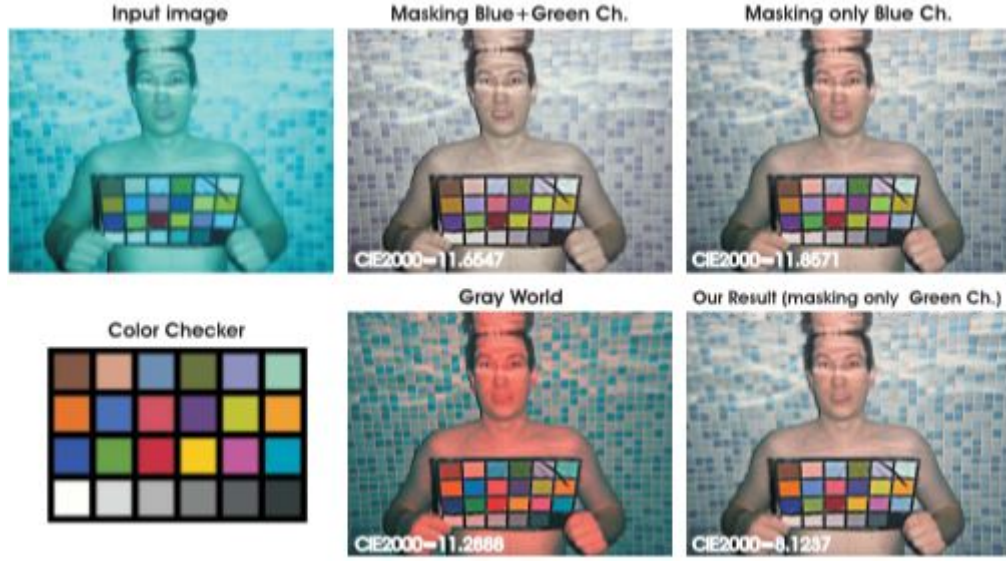 Input image
Masking Blue+Green Ch.
Masking only Blue Ch.
CIE2000=11.6547
CIE2000=11.8571
Color Checker
Gray World
Our Result (masking only Green Ch.)
CIE2000=11.2888
CIE2000=8.1237